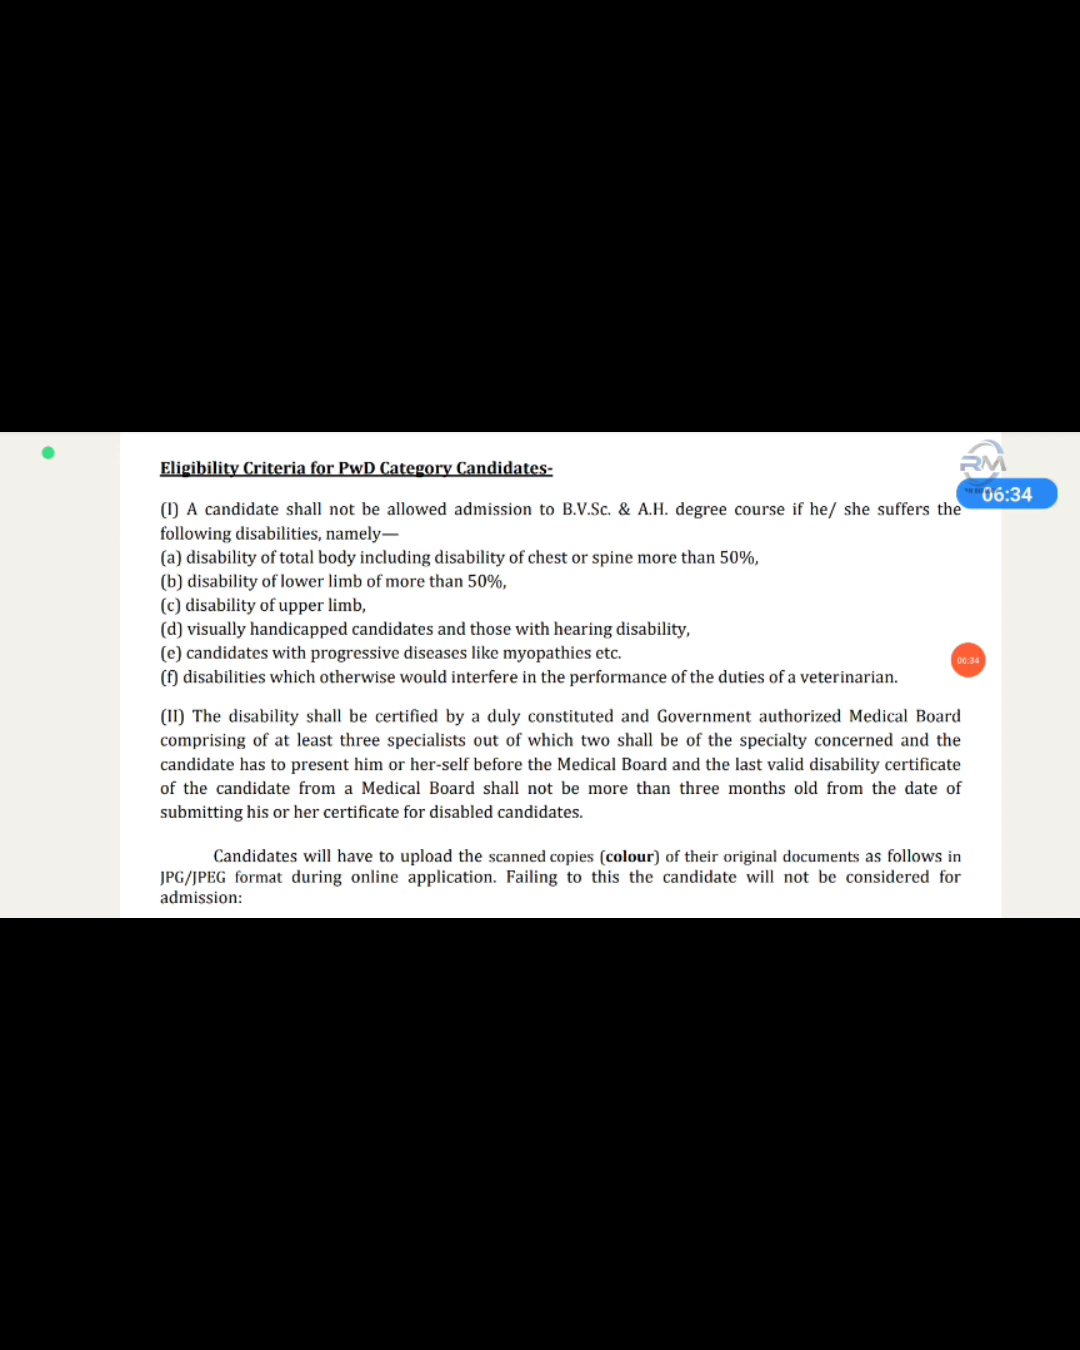 Eligibility Criteria for PwD Category Candidates-
RM
06:34
(I) A candidate shall not be allowed admission to B.V.Sc. & A.H. degree course if he/ she suffers the
following disabilities, namely—
(a) disability of total body including disability of chest or spine more than 50%,
(b) disability of lower limb of more than 50%,
(c) disability of upper limb,
(d) visually handicapped candidates and those with hearing disability,
(e) candidates with progressive diseases like myopathies etc.
00:34
(f) disabilities which otherwise would interfere in the performance of the duties of a veterinarian.
(II) The disability shall be certified by a duly constituted and Government authorized Medical Board
comprising of at least three specialists out of which two shall be of the specialty concerned and the
candidate has to present him or her-self before the Medical Board and the last valid disability certificate
of the candidate from a Medical Board shall not be more than three months old from the date of
submitting his or her certificate for disabled candidates.
Candidates will have to upload the scanned copies (colour) of their original documents as follows in
JPG/JPEG format during online application. Failing to this the candidate will not be considered for
admission: